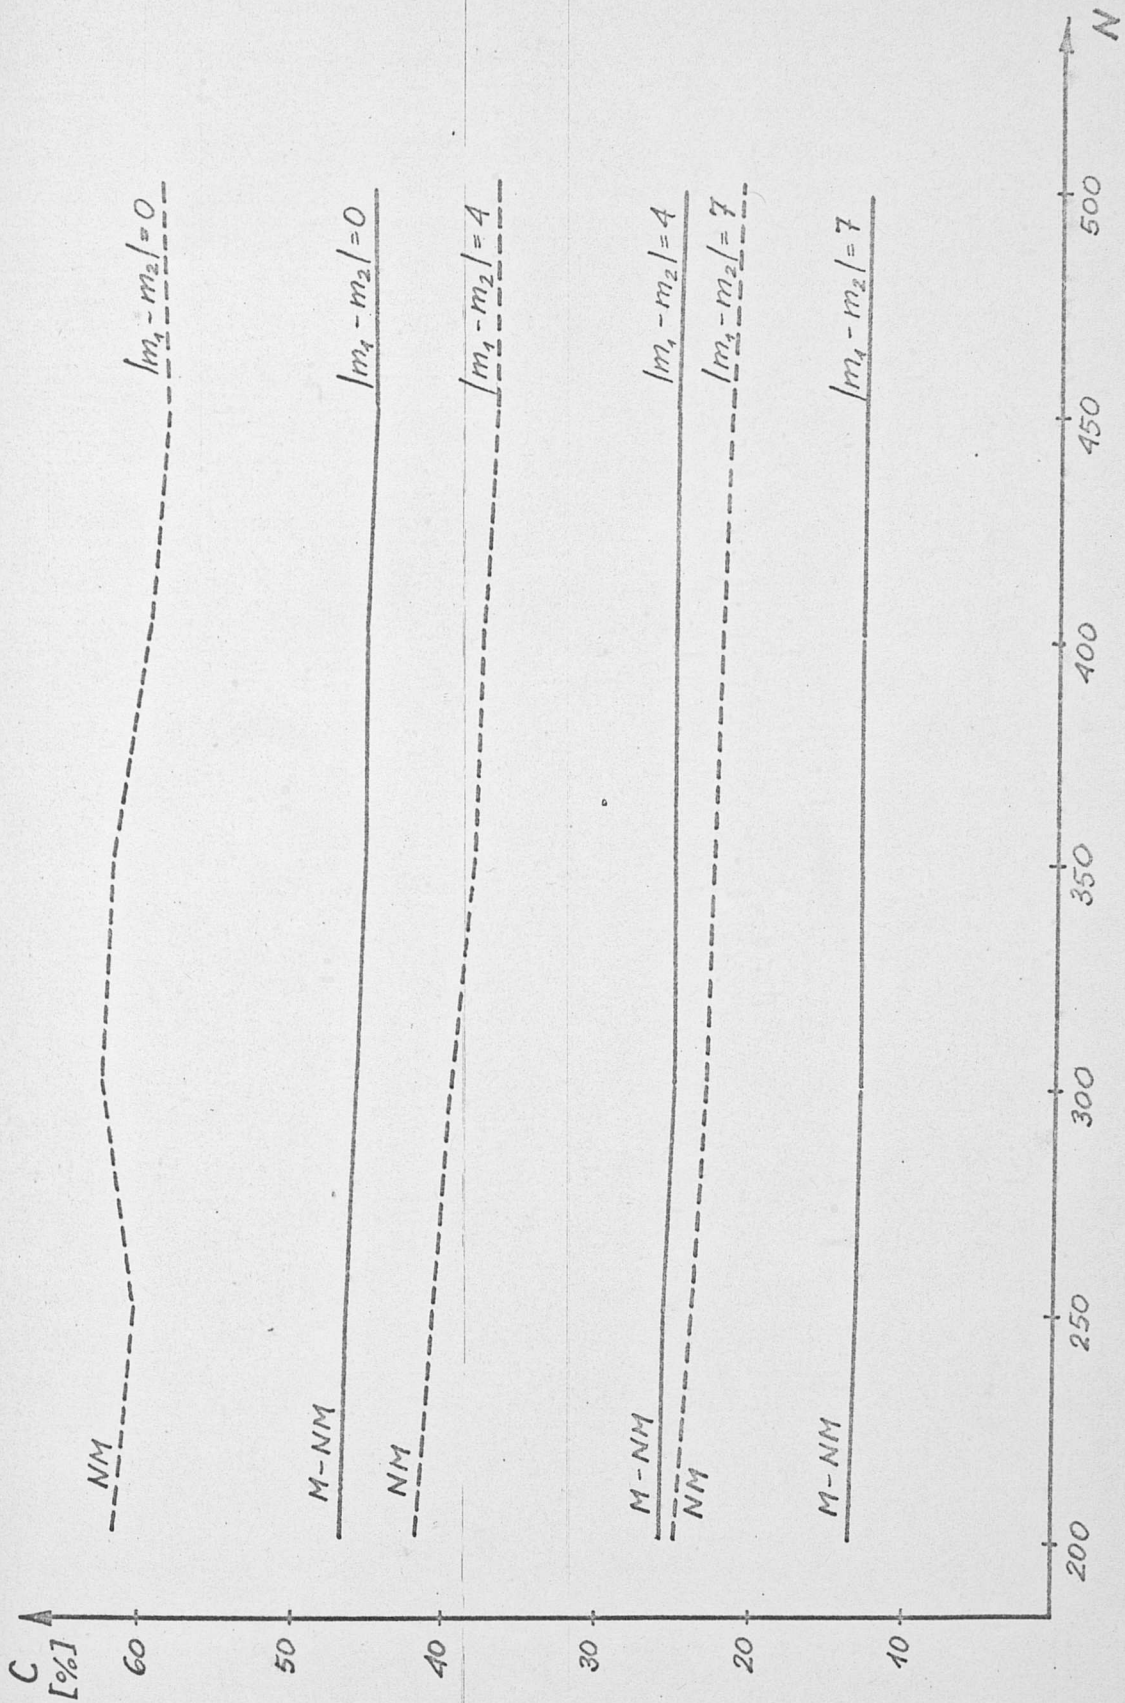 C
[%]
60
50
40
30
20
10
200
250
300
350
400
450
500
N
NM
|m₁ - m₂| = 0
M-NM
|m₁ - m₂| = 0
NM
|m₁ - m₂| = 4
M-NM
|m₁ - m₂| = 4
NM
|m₁ - m₂| = 7
M-NM
|m₁ - m₂| = 7